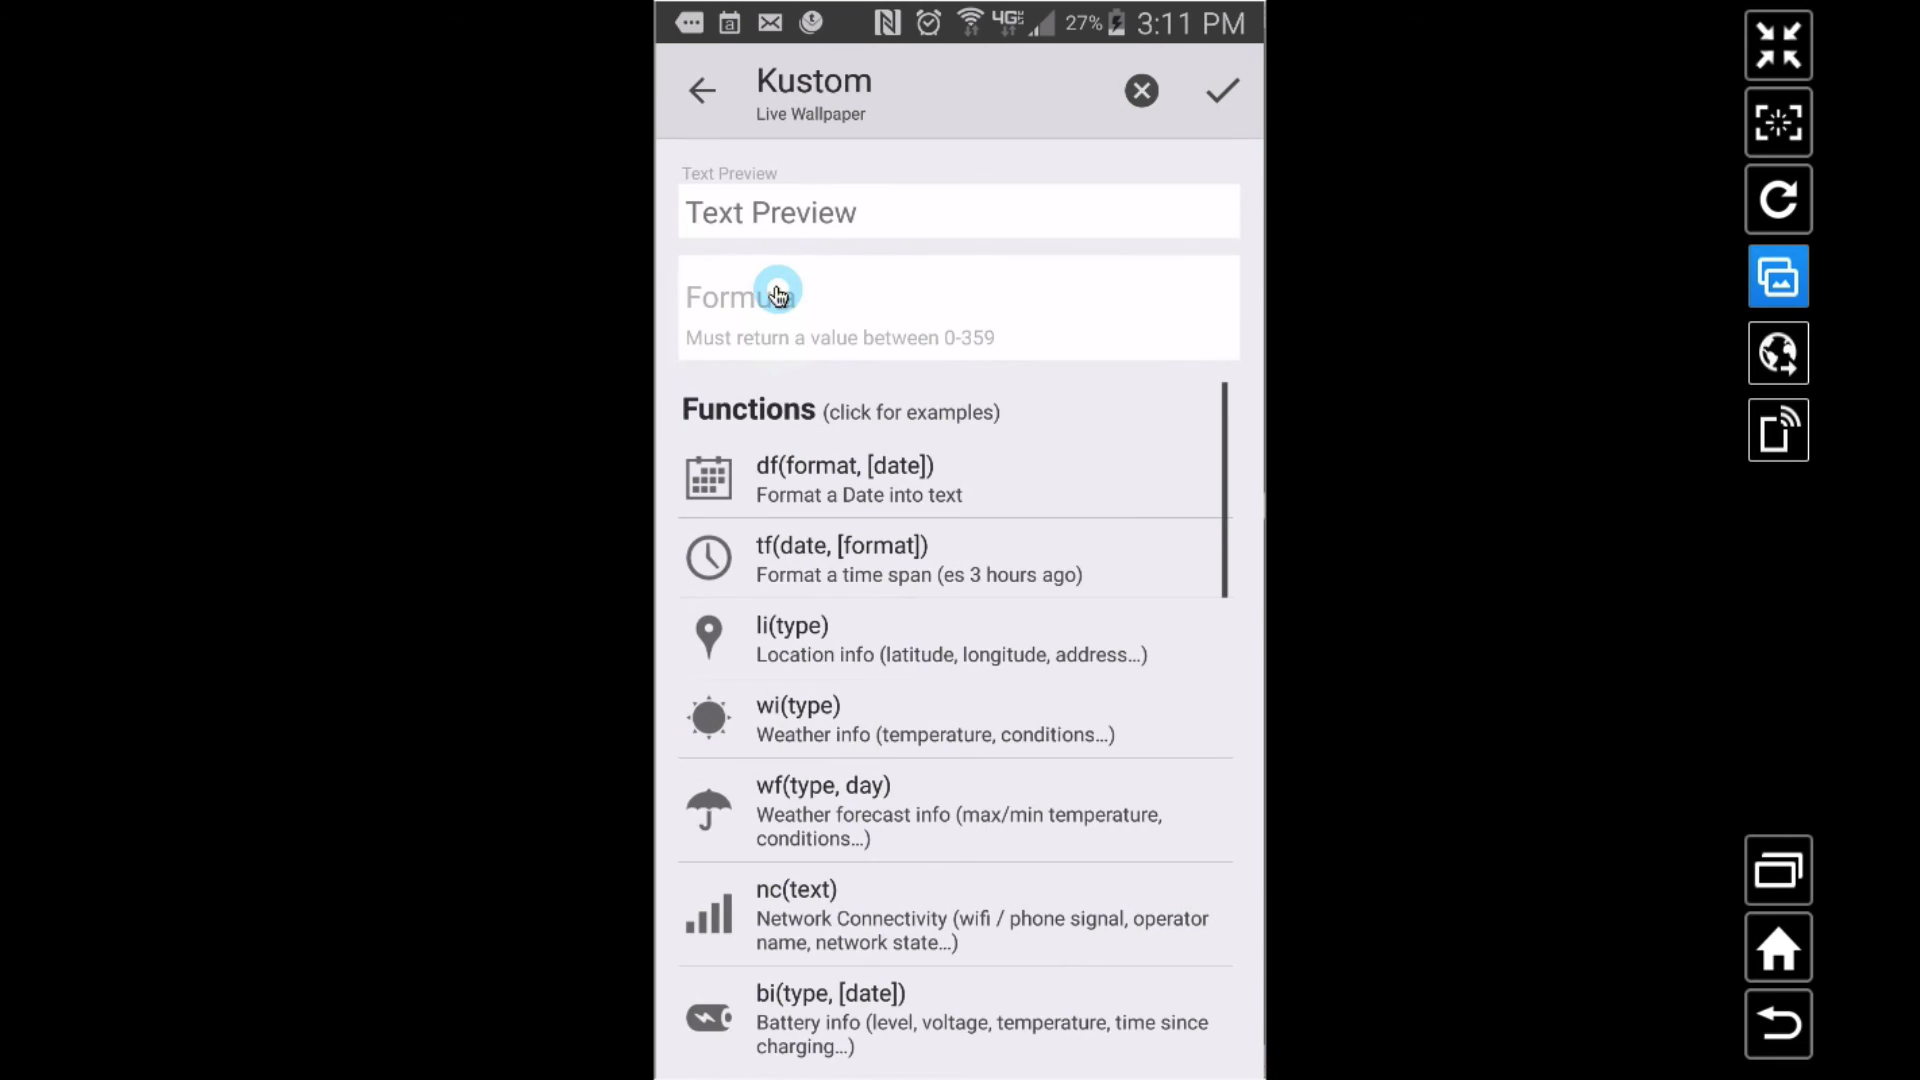 4G LTE 27% 3:11 PM
Kustom
Live Wallpaper
Text Preview
Text Preview
Formula
Must return a value between 0-359
Functions (click for examples)
df(format, [date])
Format a Date into text
tf(date, [format])
Format a time span (es 3 hours ago)
li(type)
Location info (latitude, longitude, address...)
wi(type)
Weather info (temperature, conditions...)
wf(type, day)
Weather forecast info (max/min temperature,
conditions...)
nc(text)
Network Connectivity (wifi / phone signal, operator
name, network state...)
bi(type, [date])
Battery info (level, voltage, temperature, time since
charging...)